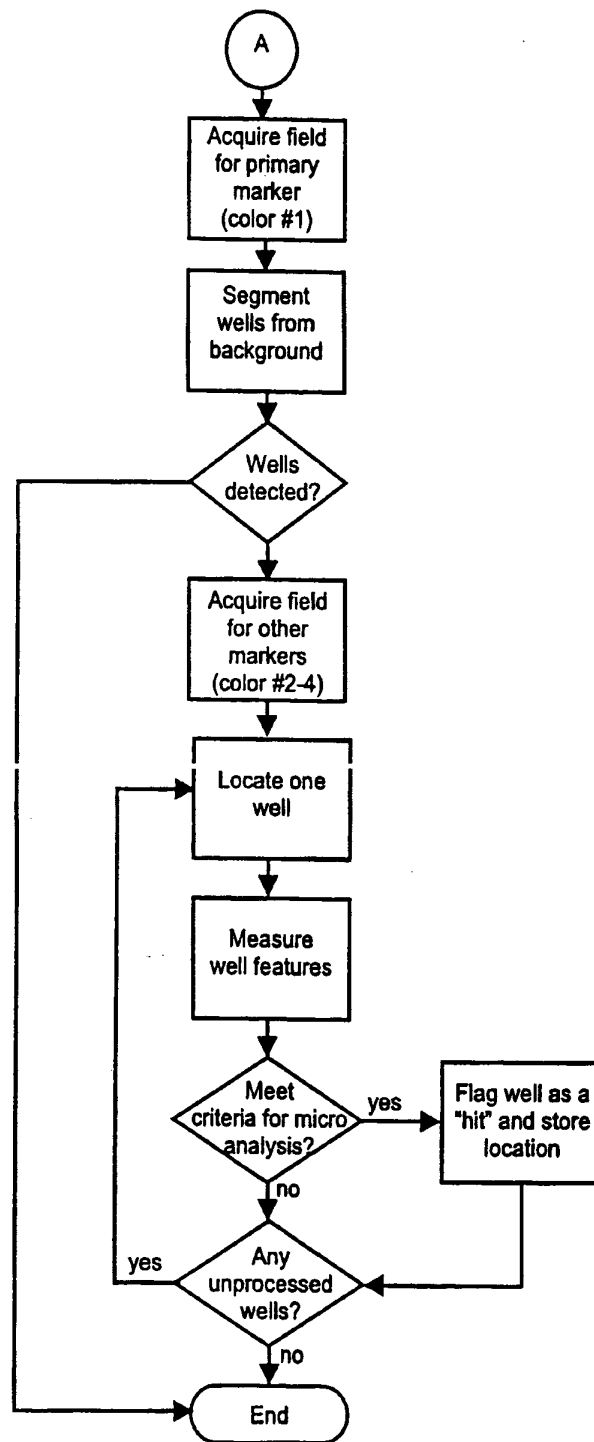 A
Acquire field
for primary
marker
(color #1)
Segment
wells from
background
Wells
detected?
Acquire field
for other
markers
(color #2-4)
Locate one
well
Measure
well features
Meet
criteria for micro
analysis?
yes
Flag well as a
"hit" and store
location
no
yes
Any
unprocessed
wells?
no
End